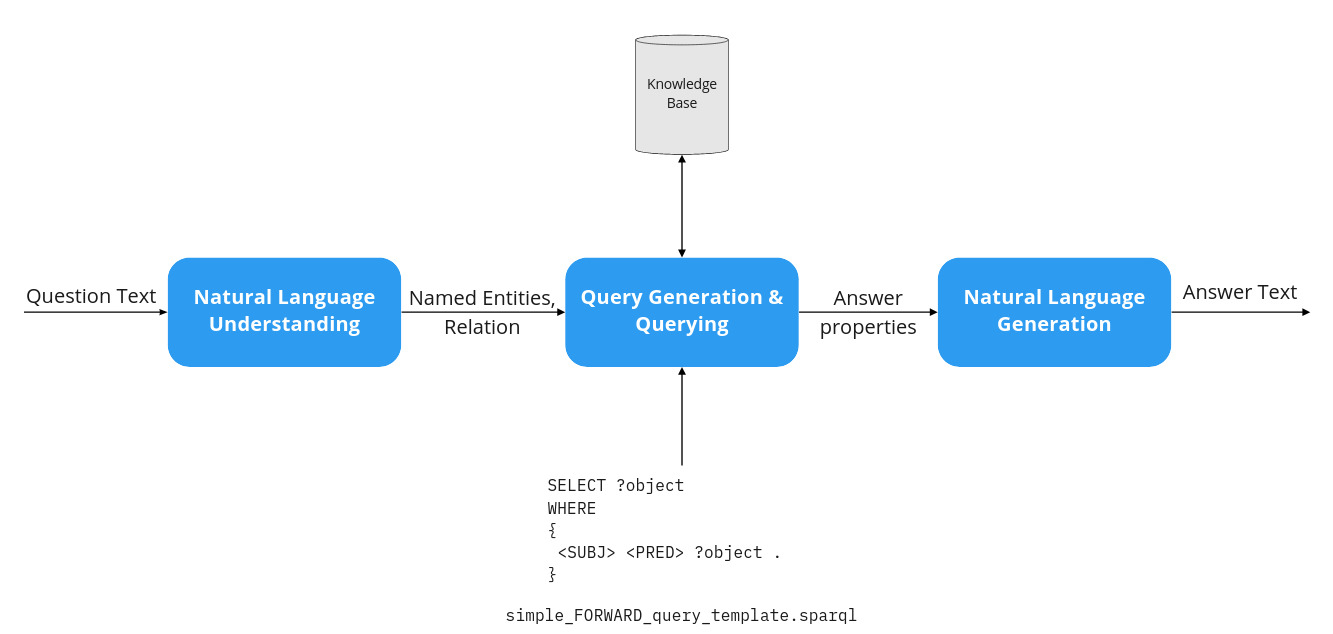 Knowledge
Base
Question Text
Natural Language
Understanding
Named Entities,
Relation
Query Generation &
Querying
Answer
properties
Natural Language
Generation
Answer Text
SELECT ?object
WHERE
{
<SUBJ> <PRED> ?object .
}
simple_FORWARD_query_template.sparql